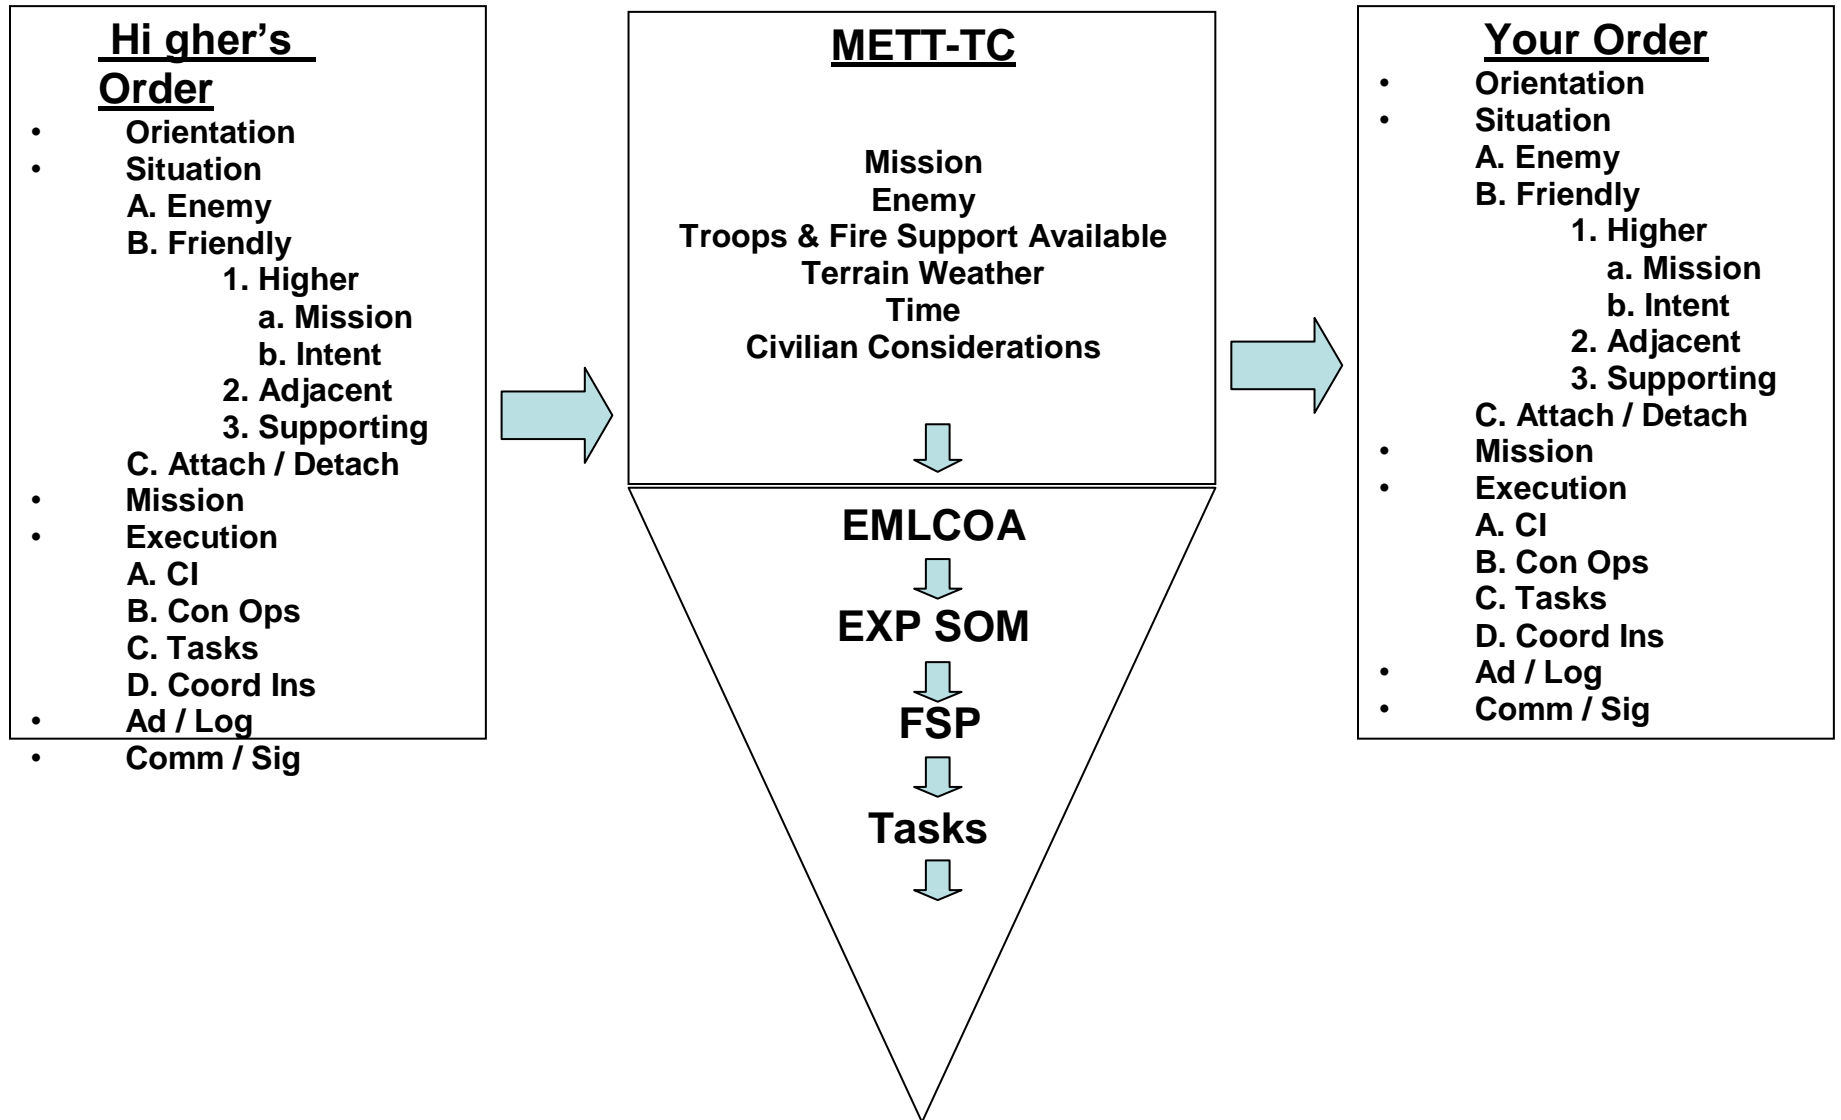 Hi gher's
Order
• Orientation
• Situation
A. Enemy
B. Friendly
1. Higher
a. Mission
b. Intent
2. Adjacent
3. Supporting
C. Attach / Detach
• Mission
• Execution
A. CI
B. Con Ops
C. Tasks
D. Coord Ins
• Ad / Log
• Comm / Sig
METT-TC
Mission
Enemy
Troops & Fire Support Available
Terrain Weather
Time
Civilian Considerations
EMLCOA
EXP SOM
FSP
Tasks
Your Order
• Orientation
• Situation
A. Enemy
B. Friendly
1. Higher
a. Mission
b. Intent
2. Adjacent
3. Supporting
C. Attach / Detach
• Mission
• Execution
A. CI
B. Con Ops
C. Tasks
D. Coord Ins
• Ad / Log
• Comm / Sig